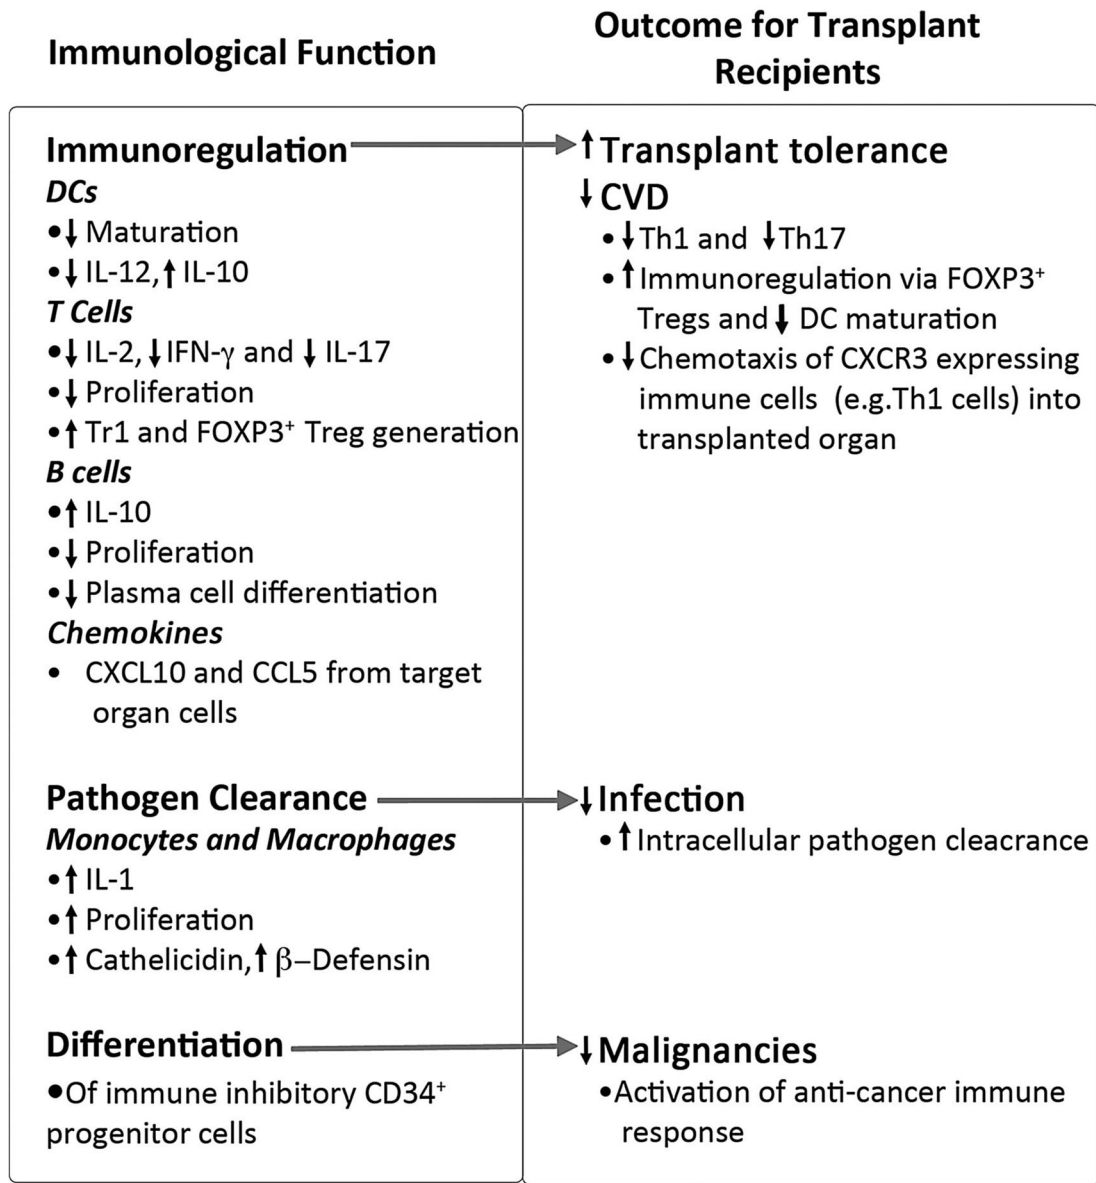 Immunological Function
Outcome for Transplant
Recipients
Immunoregulation
DCs
•↓ Maturation
•↓ IL-12,↑ IL-10
T Cells
•↓ IL-2, ↓IFN-γ and ↓ IL-17
•↓ Proliferation
•↑ Tr1 and FOXP3⁺ Treg generation
B cells
•↑ IL-10
•↓ Proliferation
•↓ Plasma cell differentiation
Chemokines
• CXCL10 and CCL5 from target
organ cells
↑Transplant tolerance
↓CVD
•↓Th1 and ↓Th17
•↑ Immunoregulation via FOXP3⁺
Tregs and ↓ DC maturation
•↓ Chemotaxis of CXCR3 expressing
immune cells (e.g.Th1 cells) into
transplanted organ
Pathogen Clearance
Monocytes and Macrophages
•↑ IL-1
•↑ Proliferation
•↑ Cathelicidin,↑ β–Defensin
↓Infection
•↑Intracellular pathogen cleacrance
Differentiation
•Of immune inhibitory CD34⁺
progenitor cells
↓Malignancies
•Activation of anti-cancer immune
response